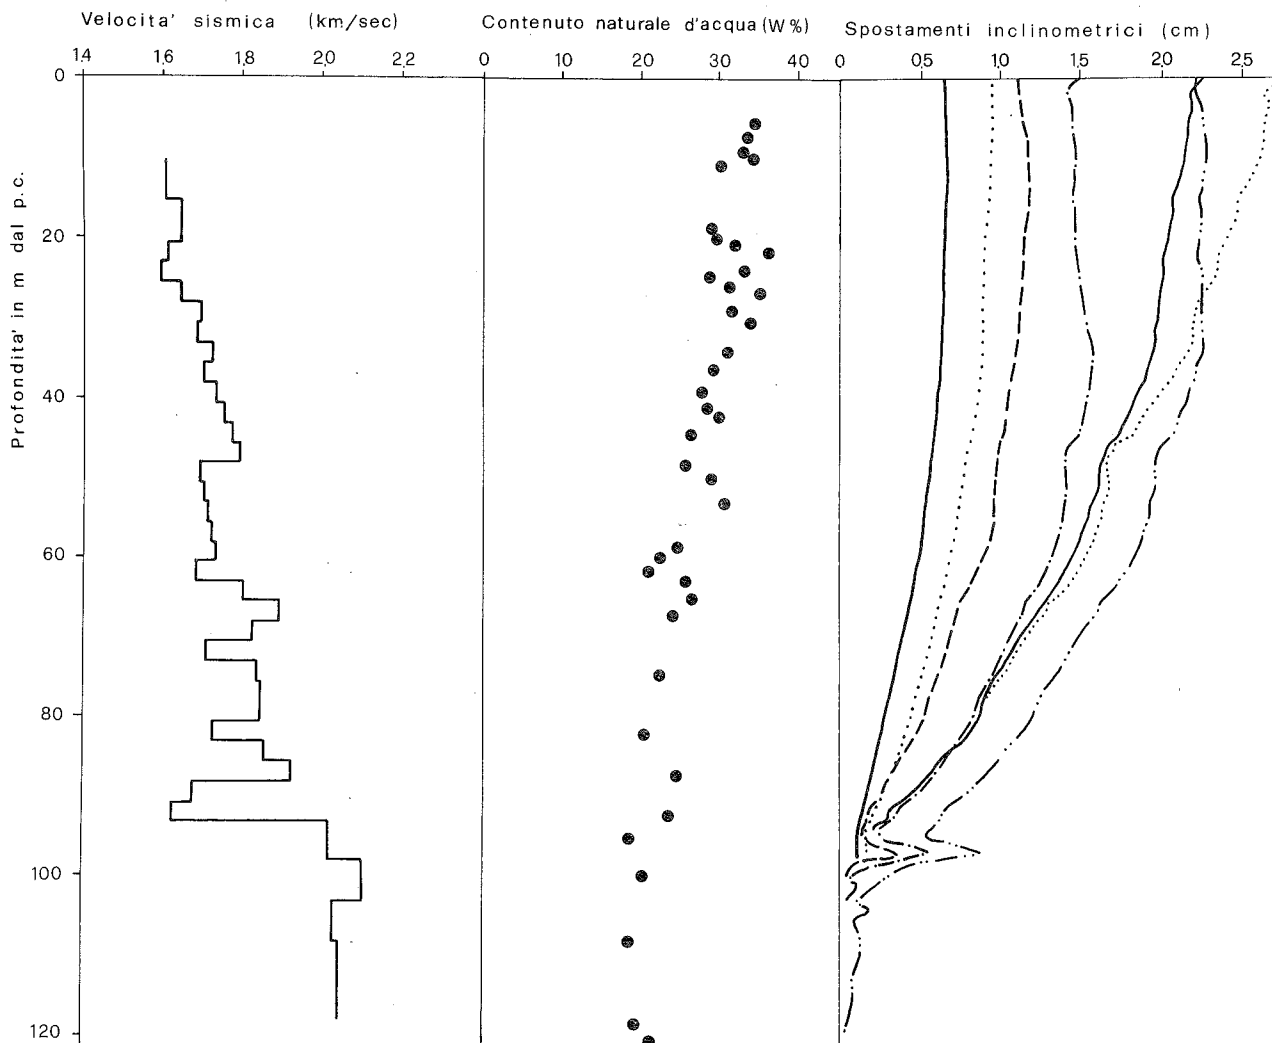 Velocita' sismica (km/sec)
1.4 1.6 1,8 2,0 2,2
Contenuto naturale d'acqua (W%)
0 10 20 30 40
Spostamenti inclinometrici (cm)
0 0,5 1,0 1,5 2,0 2,5
Profondita' in m dal p.c.
0
20
40
60
80
100
120